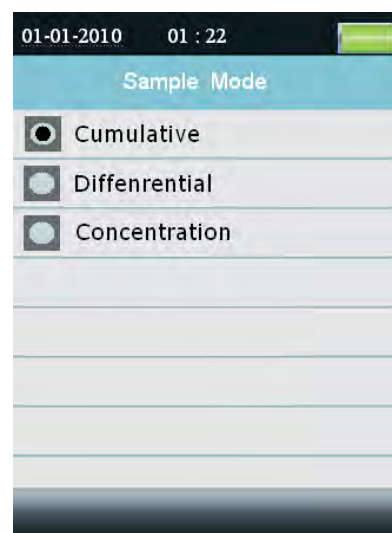 01-01-2010 01 : 22
Sample Mode
Cumulative
Diffenrential
Concentration